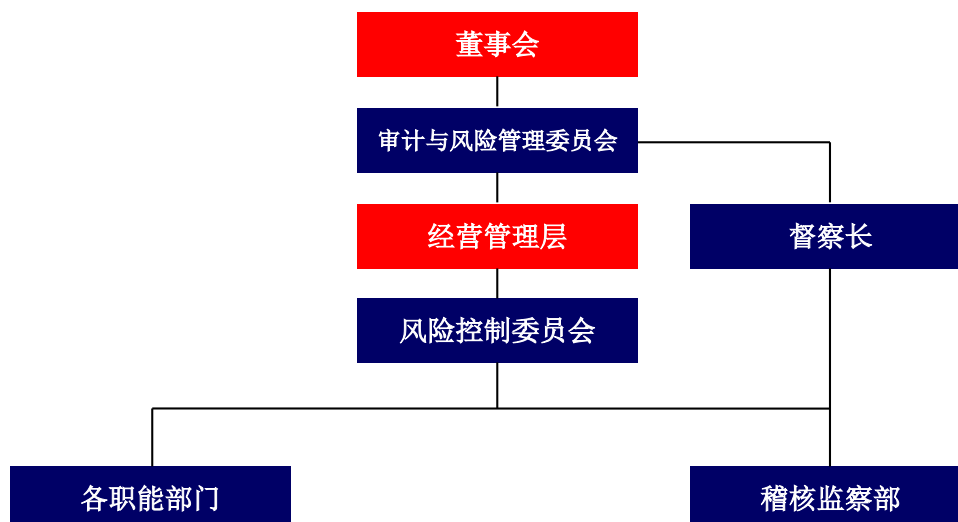 董事会
审计与风险管理委员会
经营管理层
督察长
风险控制委员会
各职能部门
稽核监察部